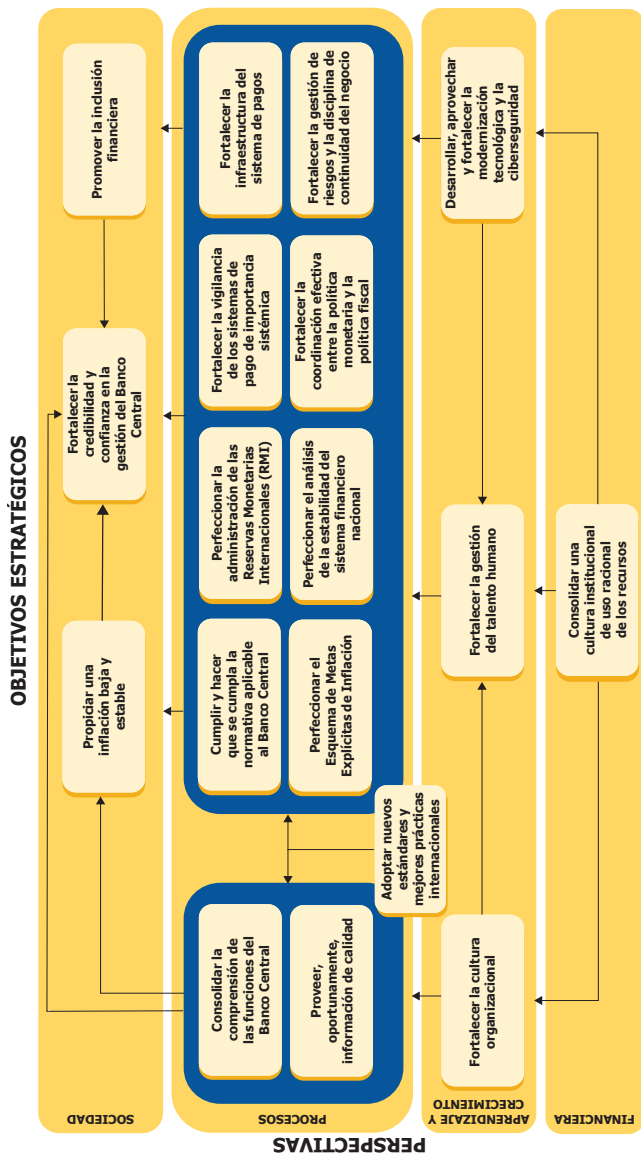 OBJETIVOS ESTRATÉGICOS
PERSPECTIVAS
SOCIEDAD
Propiciar una
inflación baja y
estable
Fortalecer la
credibilidad y
confianza en la
gestión del Banco
Central
Promover la inclusión
financiera
PROCESOS
Consolidar la
comprensión de
las funciones del
Banco Central
Proveer,
oportunamente,
información de calidad
Cumplir y hacer
que se cumpla la
normativa aplicable
al Banco Central
Perfeccionar la
administración de las
Reservas Monetarias
Internacionales (RMI)
Fortalecer la vigilancia
de los sistemas de
pago de importancia
sistémica
Fortalecer la
infraestructura del
sistema de pagos
Perfeccionar el
Esquema de Metas
Explícitas de Inflación
Perfeccionar el análisis
de la estabilidad del
sistema financiero
nacional
Fortalecer la
coordinación efectiva
entre la política
monetaria y la
política fiscal
Fortalecer la gestión de
riesgos y la disciplina de
continuidad del negocio
Adoptar nuevos
estándares y
mejores prácticas
internacionales
APRENDIZAJE Y
CRECIMIENTO
Fortalecer la cultura
organizacional
Fortalecer la gestión
del talento humano
Desarrollar, aprovechar
y fortalecer la
modernización
tecnológica y la
ciberseguridad
FINANCIERA
Consolidar una
cultura institucional
de uso racional
de los recursos